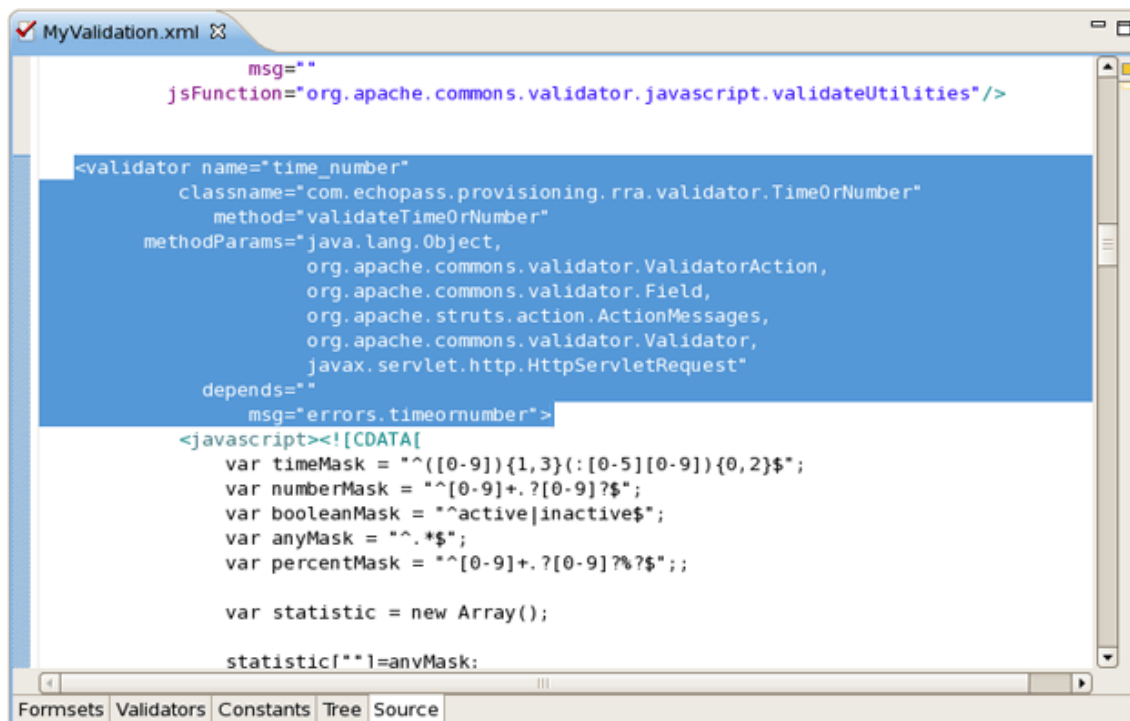 MyValidation.xml
msg=""
jsFunction="org.apache.commons.validator.javascript.validateUtilities"/>
<validator name="time_number"
classname="com.echopass.provisioning.rra.validator.TimeOrNumber"
method="validateTimeOrNumber"
methodParams="java.lang.Object,
org.apache.commons.validator.ValidatorAction,
org.apache.commons.validator.Field,
org.apache.struts.action.ActionMessages,
org.apache.commons.validator.Validator,
javax.servlet.http.HttpServletRequest"
depends=""
msg="errors.timeornumber">
<javascript><![CDATA[
var timeMask = "^([0-9]){1,3}(:[0-5][0-9]){0,2}$";
var numberMask = "^[0-9]+.?[0-9]?$";
var booleanMask = "^active|inactive$";
var anyMask = "^.*$";
var percentMask = "^[0-9]+.?[0-9]?%?$";;
var statistic = new Array();
statistic[""]=anyMask;
Formsets Validators Constants Tree Source